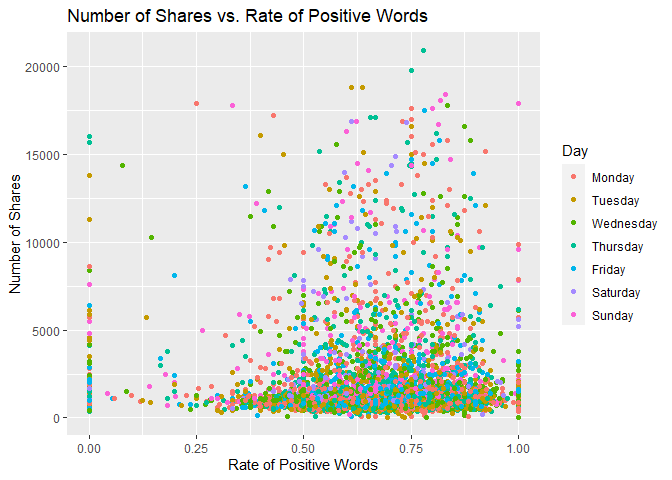 Number of Shares vs. Rate of Positive Words
20000
15000
10000
5000
0
Number of Shares
0.00 0.25 0.50 0.75 1.00
Rate of Positive Words
Day
Monday
Tuesday
Wednesday
Thursday
Friday
Saturday
Sunday